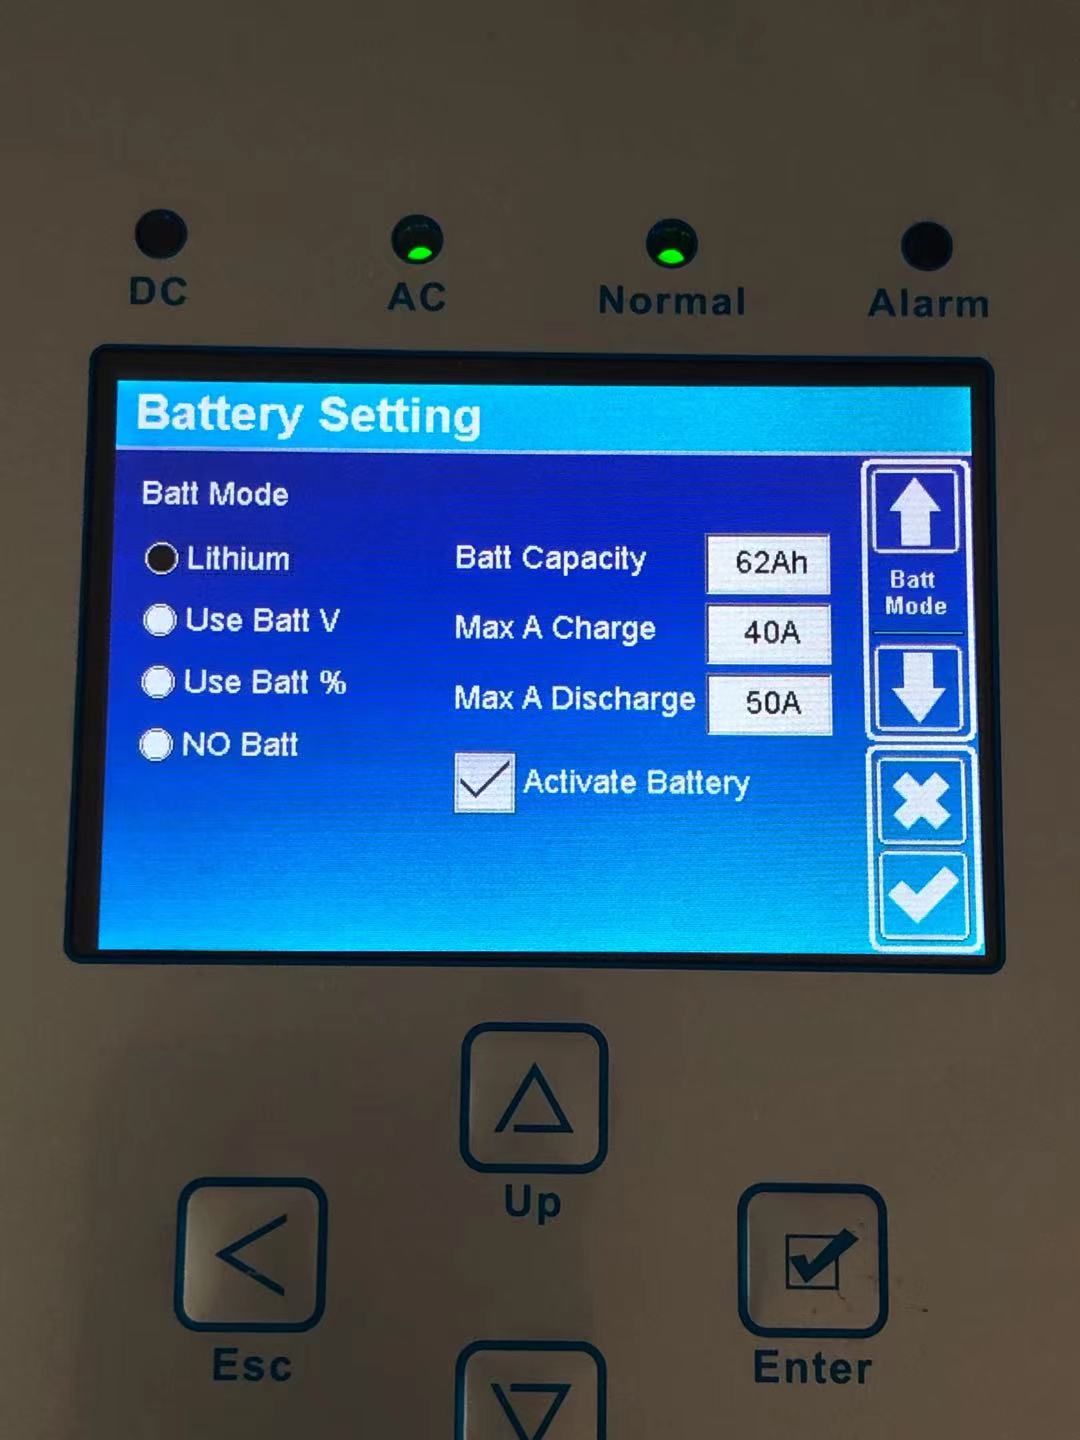 DC
AC
Normal
Alarm
Battery Setting
Batt Mode
Lithium
Use Batt V
Use Batt %
NO Batt
Batt Capacity 62Ah
Max A Charge 40A
Max A Discharge 50A
Activate Battery
Batt
Mode
Up
Esc
Enter